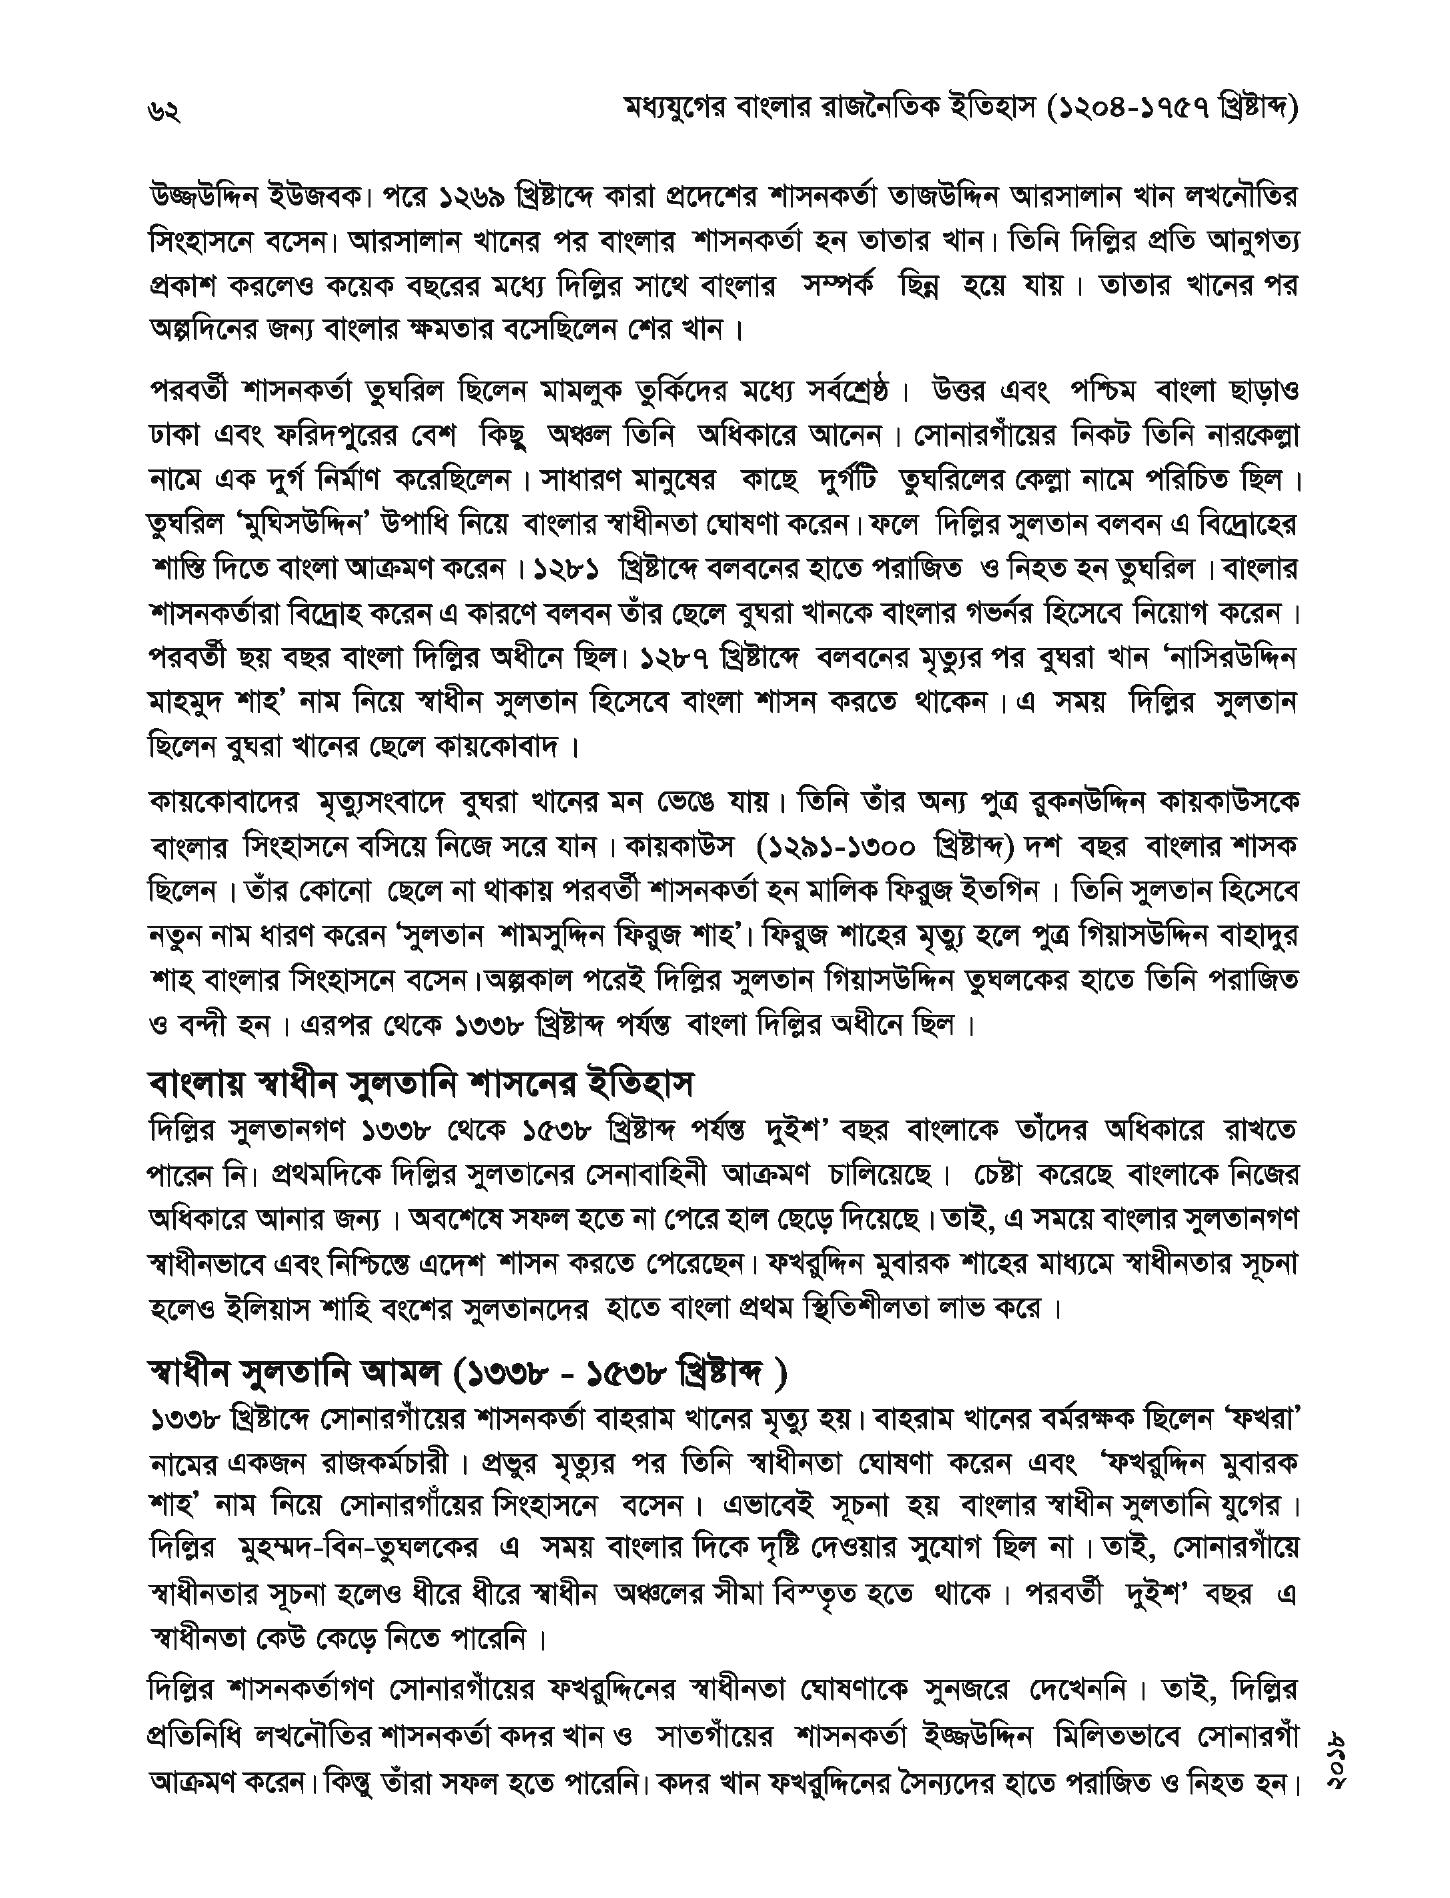 ৬২
মধ্যযুগের বাংলার রাজনৈতিক ইতিহাস (১২০৪-১৭৫৭ খ্রিষ্টাব্দ)
উজ্জউদ্দিন ইউজবক। পরে ১২৬৯ খ্রিষ্টাব্দে কারা প্রদেশের শাসনকর্তা তাজউদ্দিন আরসালান খান লখনৌতির
সিংহাসনে বসেন। আরসালান খানের পর বাংলার শাসনকর্তা হন তাতার খান। তিনি দিল্লির প্রতি আনুগত্য
প্রকাশ করলেও কয়েক বছরের মধ্যে দিল্লির সাথে বাংলার সম্পর্ক ছিন্ন হয়ে যায়। তাতার খানের পর
অল্পদিনের জন্য বাংলার ক্ষমতার বসেছিলেন শের খান।
পরবর্তী শাসনকর্তা তুঘরিল ছিলেন মামলুক তুর্কিদের মধ্যে সর্বশ্রেষ্ঠ। উত্তর এবং পশ্চিম বাংলা ছাড়াও
ঢাকা এবং ফরিদপুরের বেশ কিছু অঞ্চল তিনি অধিকারে আনেন। সোনারগাঁয়ের নিকট তিনি নারকেল্লা
নামে এক দুর্গ নির্মাণ করেছিলেন। সাধারণ মানুষের কাছে দুর্গটি তুঘরিলের কেল্লা নামে পরিচিত ছিল।
তুঘরিল ‘মুঘিসউদ্দিন’ উপাধি নিয়ে বাংলার স্বাধীনতা ঘোষণা করেন। ফলে দিল্লির সুলতান বলবন এ বিদ্রোহের
শাস্তি দিতে বাংলা আক্রমণ করেন। ১২৮১ খ্রিষ্টাব্দে বলবনের হাতে পরাজিত ও নিহত হন তুঘরিল। বাংলার
শাসনকর্তারা বিদ্রোহ করেন এ কারণে বলবন তাঁর ছেলে বুঘরা খানকে বাংলার গভর্নর হিসেবে নিয়োগ করেন।
পরবর্তী ছয় বছর বাংলা দিল্লির অধীনে ছিল। ১২৮৭ খ্রিষ্টাব্দে বলবনের মৃত্যুর পর বুঘরা খান ‘নাসিরউদ্দিন
মাহমুদ শাহ’ নাম নিয়ে স্বাধীন সুলতান হিসেবে বাংলা শাসন করতে থাকেন। এ সময় দিল্লির সুলতান
ছিলেন বুঘরা খানের ছেলে কায়কোবাদ।
কায়কোবাদের মৃত্যুসংবাদে বুঘরা খানের মন ভেঙে যায়। তিনি তাঁর অন্য পুত্র রুকনউদ্দিন কায়কাউসকে
বাংলার সিংহাসনে বসিয়ে নিজে সরে যান। কায়কাউস (১২৯১-১৩০০ খ্রিষ্টাব্দ) দশ বছর বাংলার শাসক
ছিলেন। তাঁর কোনো ছেলে না থাকায় পরবর্তী শাসনকর্তা হন মালিক ফিরুজ ইতগিন। তিনি সুলতান হিসেবে
নতুন নাম ধারণ করেন ‘সুলতান শামসুদ্দিন ফিরুজ শাহ’। ফিরুজ শাহের মৃত্যু হলে পুত্র গিয়াসউদ্দিন বাহাদুর
শাহ বাংলার সিংহাসনে বসেন।অল্পকাল পরেই দিল্লির সুলতান গিয়াসউদ্দিন তুঘলকের হাতে তিনি পরাজিত
ও বন্দী হন। এরপর থেকে ১৩৩৮ খ্রিষ্টাব্দ পর্যন্ত বাংলা দিল্লির অধীনে ছিল।
বাংলায় স্বাধীন সুলতানি শাসনের ইতিহাস
দিল্লির সুলতানগণ ১৩৩৮ থেকে ১৫৩৮ খ্রিষ্টাব্দ পর্যন্ত দুইশ’ বছর বাংলাকে তাঁদের অধিকারে রাখতে
পারেন নি। প্রথমদিকে দিল্লির সুলতানের সেনাবাহিনী আক্রমণ চালিয়েছে। চেষ্টা করেছে বাংলাকে নিজের
অধিকারে আনার জন্য। অবশেষে সফল হতে না পেরে হাল ছেড়ে দিয়েছে। তাই, এ সময়ে বাংলার সুলতানগণ
স্বাধীনভাবে এবং নিশ্চিন্তে এদেশ শাসন করতে পেরেছেন। ফখরুদ্দিন মুবারক শাহের মাধ্যমে স্বাধীনতার সূচনা
হলেও ইলিয়াস শাহি বংশের সুলতানদের হাতে বাংলা প্রথম স্থিতিশীলতা লাভ করে।
স্বাধীন সুলতানি আমল (১৩৩৮ - ১৫৩৮ খ্রিষ্টাব্দ )
১৩৩৮ খ্রিষ্টাব্দে সোনারগাঁয়ের শাসনকর্তা বাহরাম খানের মৃত্যু হয়। বাহরাম খানের বর্মরক্ষক ছিলেন ‘ফখরা’
নামের একজন রাজকর্মচারী। প্রভুর মৃত্যুর পর তিনি স্বাধীনতা ঘোষণা করেন এবং ‘ফখরুদ্দিন মুবারক
শাহ’ নাম নিয়ে সোনারগাঁয়ের সিংহাসনে বসেন। এভাবেই সূচনা হয় বাংলার স্বাধীন সুলতানি যুগের।
দিল্লির মুহম্মদ-বিন-তুঘলকের এ সময় বাংলার দিকে দৃষ্টি দেওয়ার সুযোগ ছিল না। তাই, সোনারগাঁয়ে
স্বাধীনতার সূচনা হলেও ধীরে ধীরে স্বাধীন অঞ্চলের সীমা বিস্তৃত হতে থাকে। পরবর্তী দুইশ’ বছর এ
স্বাধীনতা কেউ কেড়ে নিতে পারেনি।
দিল্লির শাসনকর্তাগণ সোনারগাঁয়ের ফখরুদ্দিনের স্বাধীনতা ঘোষণাকে সুনজরে দেখেননি। তাই, দিল্লির
প্রতিনিধি লখনৌতির শাসনকর্তা কদর খান ও সাতগাঁয়ের শাসনকর্তা ইজ্জউদ্দিন মিলিতভাবে সোনারগাঁ
আক্রমণ করেন। কিন্তু তাঁরা সফল হতে পারেনি। কদর খান ফখরুদ্দিনের সৈন্যদের হাতে পরাজিত ও নিহত হন।
২০১৮